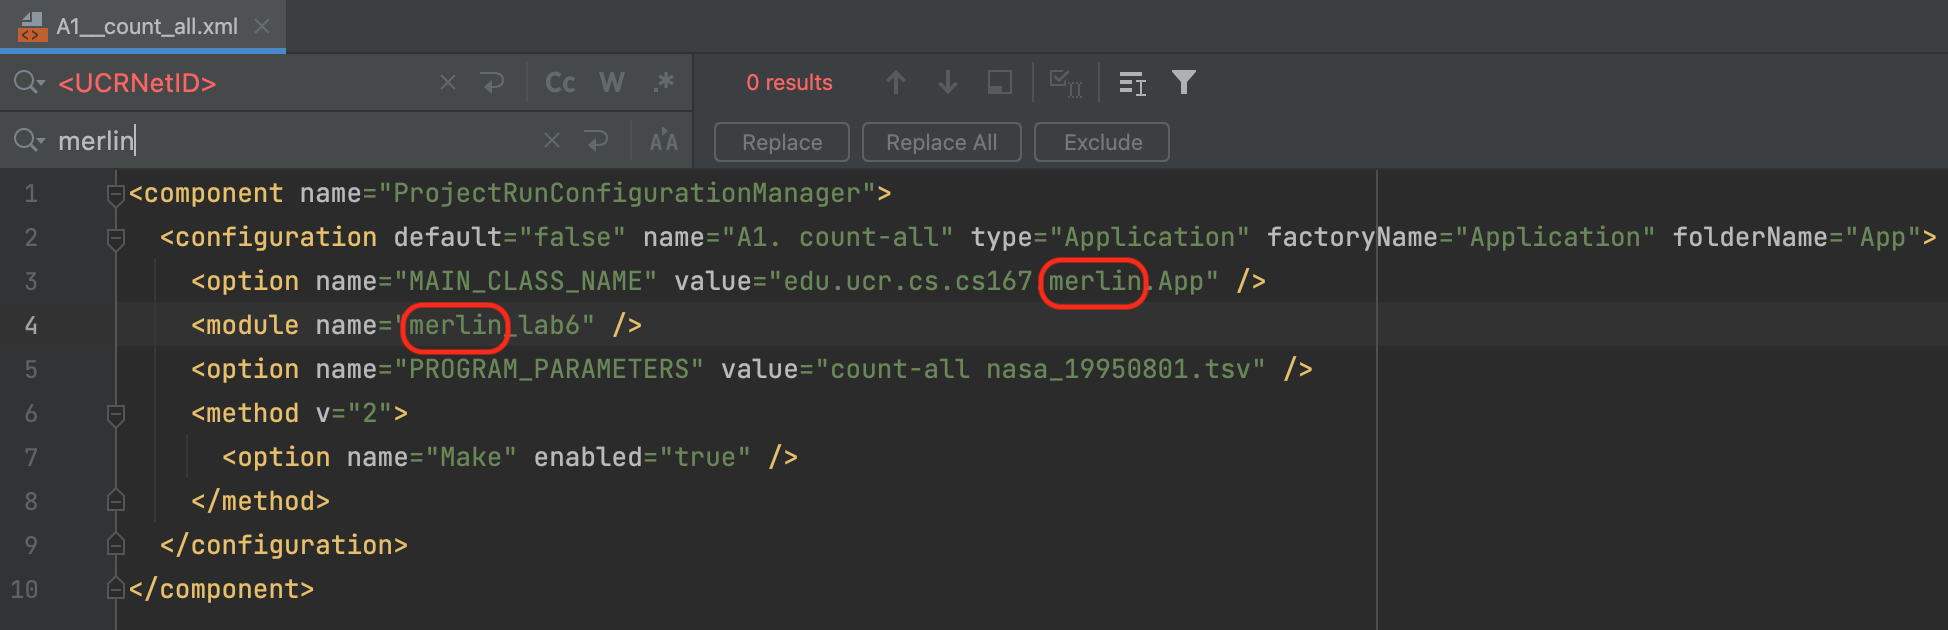 A1__count_all.xml
<UCRNetID> Cc W .* 0 results
merlin Replace Replace All Exclude
1 <component name="ProjectRunConfigurationManager">
2 <configuration default="false" name="A1. count-all" type="Application" factoryName="Application" folderName="App">
3 <option name="MAIN_CLASS_NAME" value="edu.ucr.cs.cs167.merlin.App" />
4 <module name="merlin_lab6" />
5 <option name="PROGRAM_PARAMETERS" value="count-all nasa_19950801.tsv" />
6 <method v="2">
7 <option name="Make" enabled="true" />
8 </method>
9 </configuration>
10 </component>